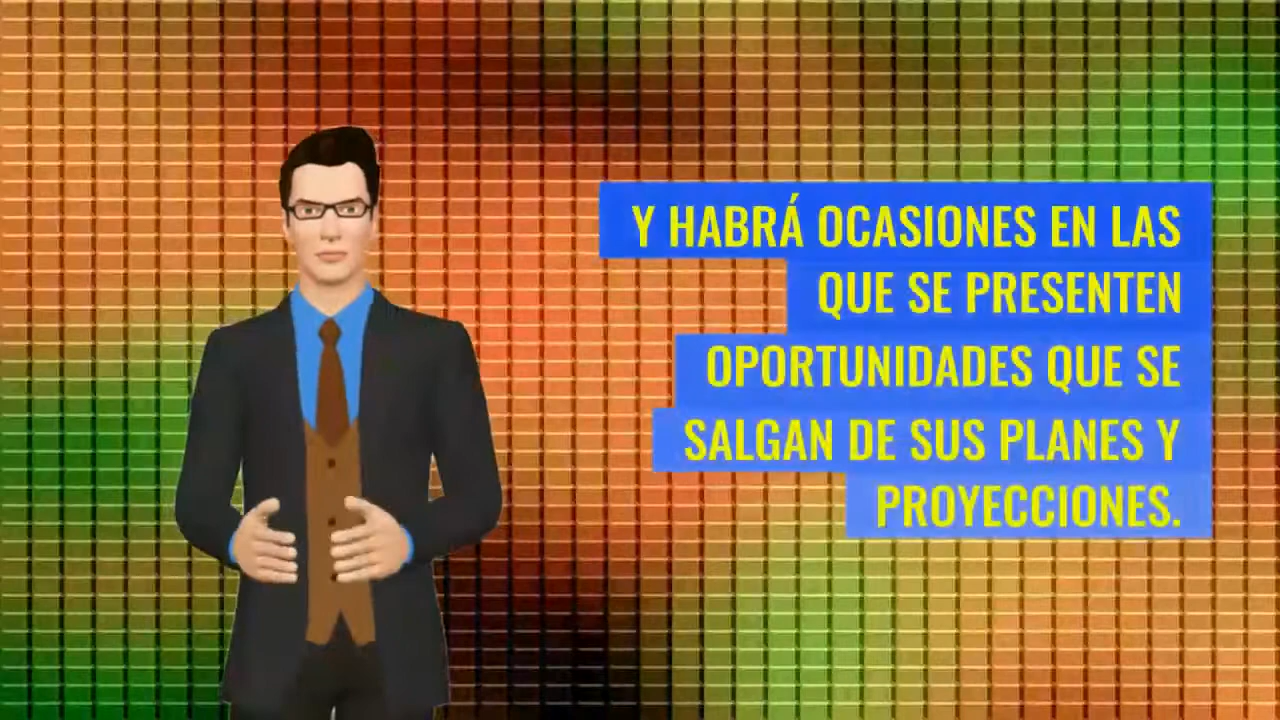 Y HABRÁ OCASIONES EN LAS
QUE SE PRESENTEN
OPORTUNIDADES QUE SE
SALGAN DE SUS PLANES Y
PROYECCIONES.